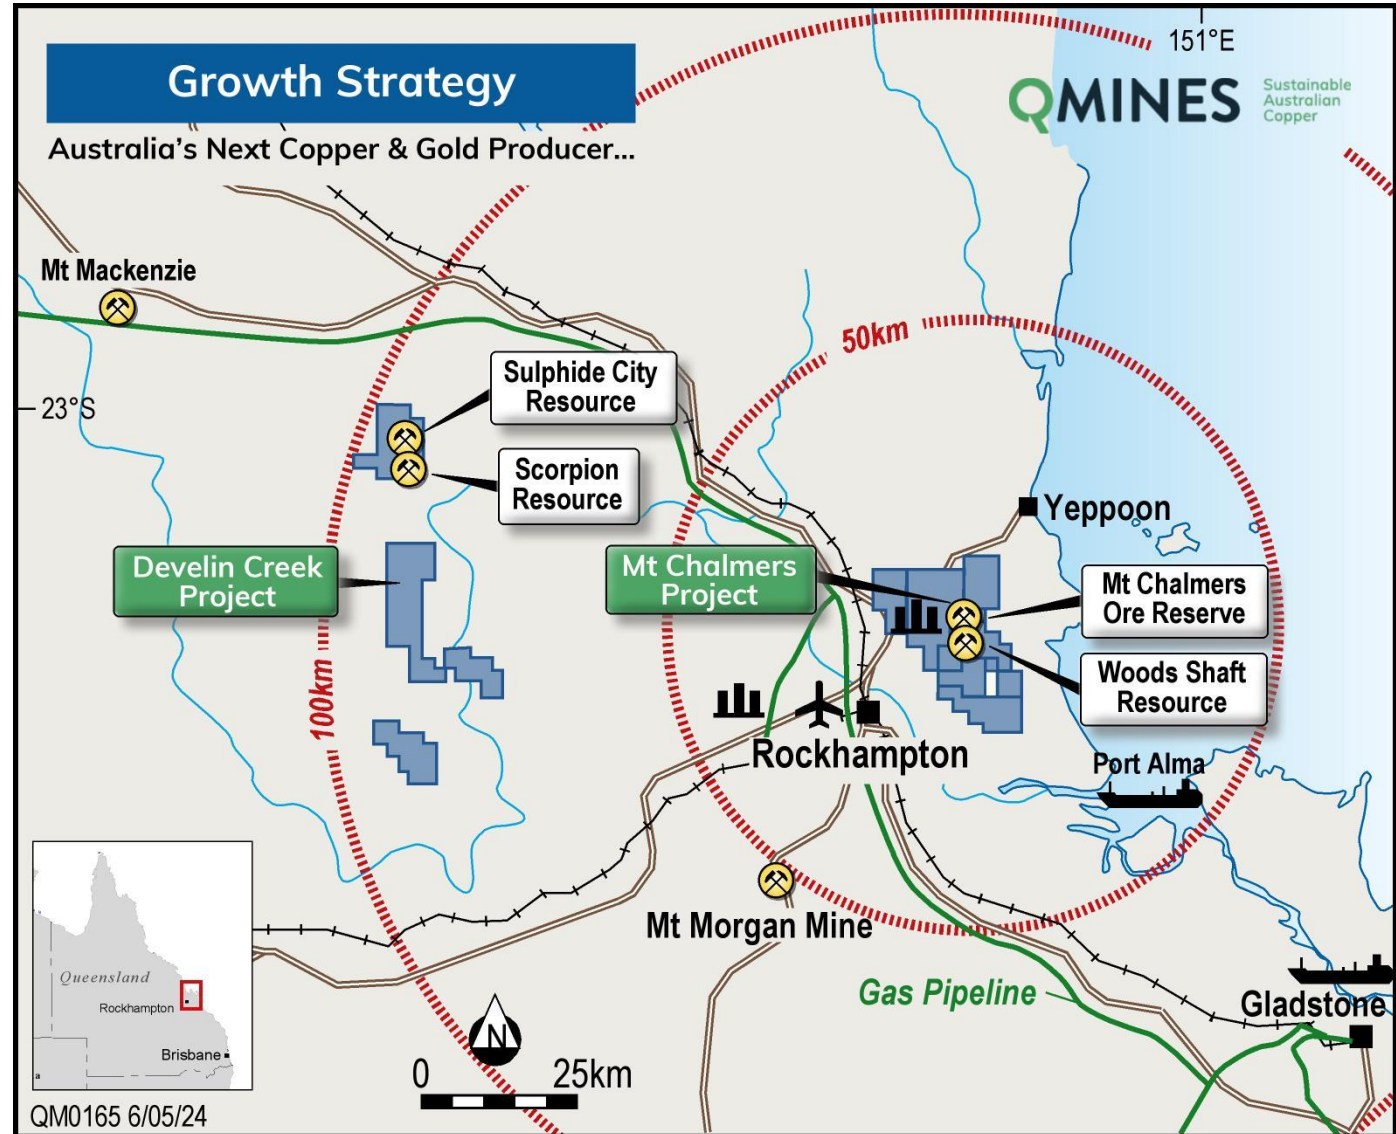 Growth Strategy
Australia's Next Copper & Gold Producer...
151°E
QMINES
Sustainable
Australian
Copper
Mt Mackenzie
50km
Sulphide City
Resource
23°S
Scorpion
Resource
Yeppoon
Develin Creek
Project
Mt Chalmers
Project
Mt Chalmers
Ore Reserve
Woods Shaft
Resource
100km
Rockhampton
Port Alma
Mt Morgan Mine
Gas Pipeline
Gladstone
Queensland
Rockhampton
Brisbane
N
0 25km
QM0165 6/05/24